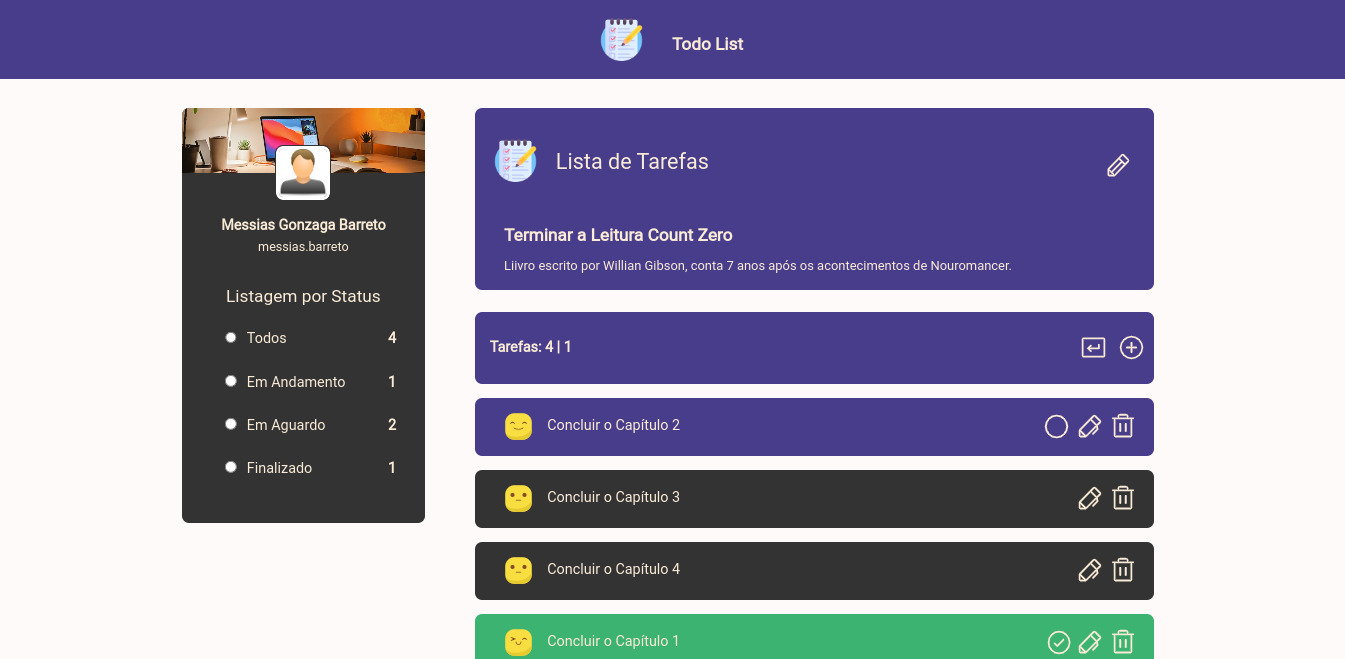 Todo List
Messias Gonzaga Barreto
messias.barreto
Listagem por Status
Todos 4
Em Andamento 1
Em Aguardo 2
Finalizado 1
Lista de Tarefas
Terminar a Leitura Count Zero
Liivro escrito por Willian Gibson, conta 7 anos após os acontecimentos de Nouromancer.
Tarefas: 4 | 1
Concluir o Capítulo 2
Concluir o Capítulo 3
Concluir o Capítulo 4
Concluir o Capítulo 1